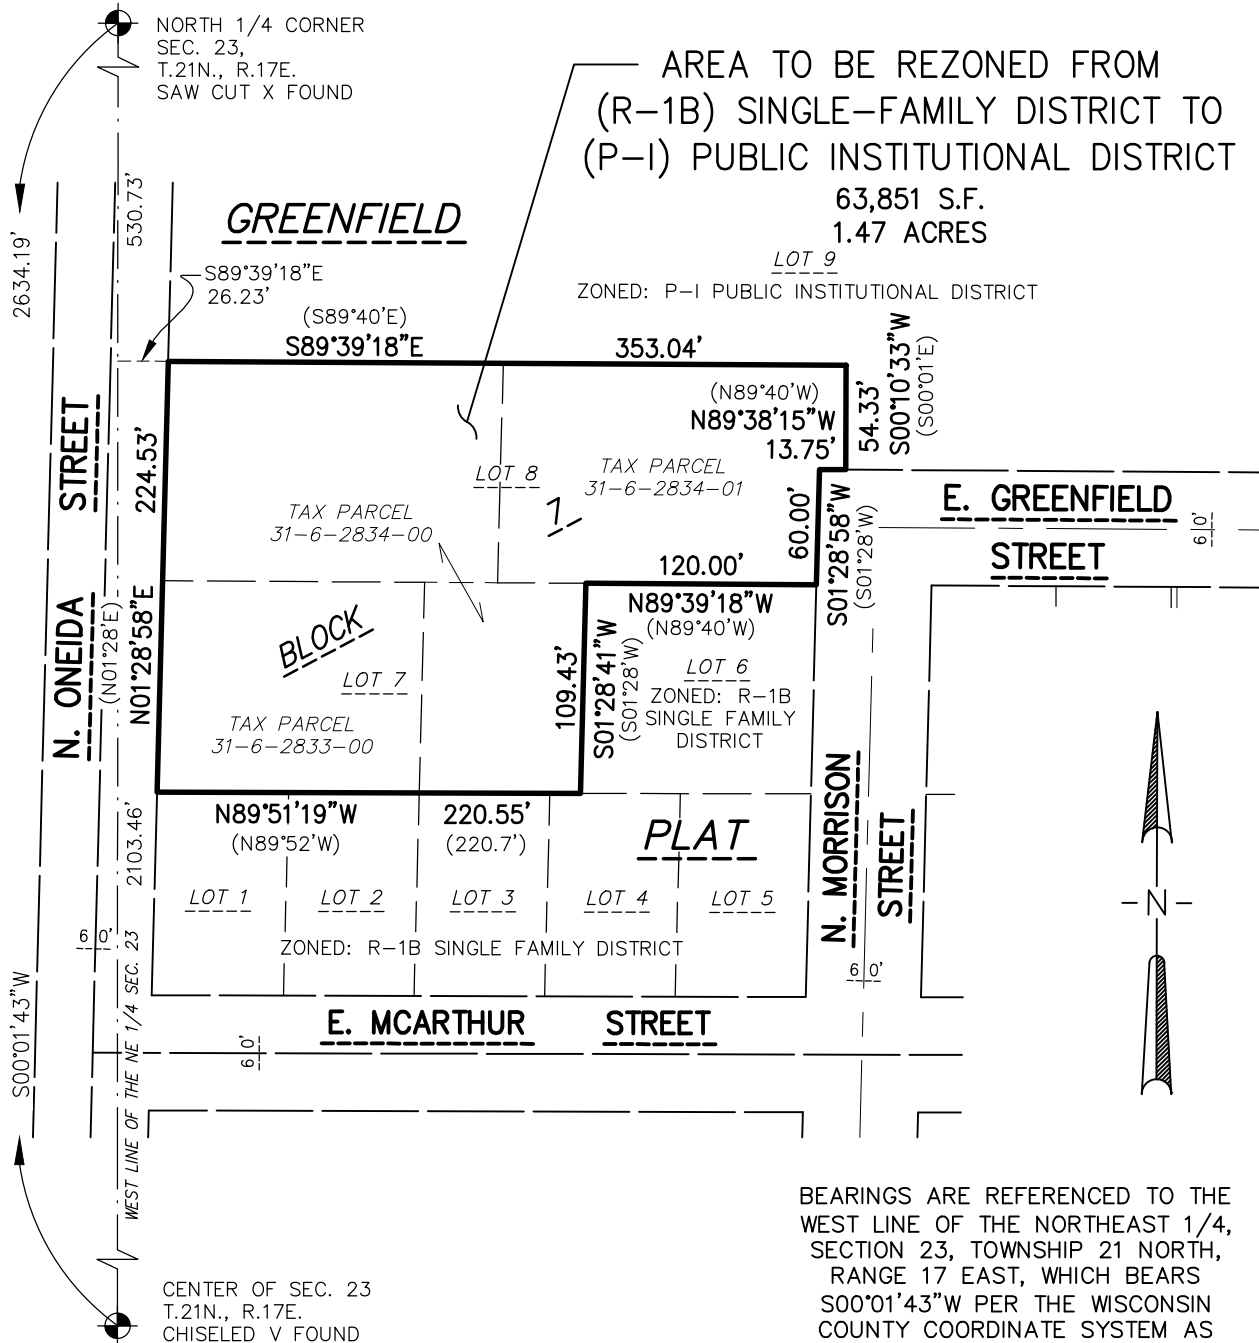 NORTH 1/4 CORNER
SEC. 23,
T.21N., R.17E.
SAW CUT X FOUND
AREA TO BE REZONED FROM
(R-1B) SINGLE-FAMILY DISTRICT TO
(P-I) PUBLIC INSTITUTIONAL DISTRICT
63,851 S.F.
1.47 ACRES
2634.19'
530.73'
GREENFIELD
S89°39'18"E
26.23'
LOT 9
ZONED: P-I PUBLIC INSTITUTIONAL DISTRICT
(S89°40'E)
S89°39'18"E
353.04'
54.33'
S00°10'33"W
(S00°01'E)
(N89°40'W)
N89°38'15"W
13.75'
N. ONEIDA STREET
224.53'
N01°28'58"E
(N01°28'E)
LOT 8
TAX PARCEL
31-6-2834-01
TAX PARCEL
31-6-2834-00
7
60.00'
S01°28'58"W
(S01°28'W)
E. GREENFIELD
STREET
60'
120.00'
N89°39'18"W
(N89°40'W)
BLOCK
LOT 7
109.43'
S01°28'41"W
(S01°28'W)
LOT 6
ZONED: R-1B
SINGLE FAMILY
DISTRICT
TAX PARCEL
31-6-2833-00
N89°51'19"W
(N89°52'W)
220.55'
(220.7')
PLAT
N. MORRISON
STREET
2103.46'
LOT 1
LOT 2
LOT 3
LOT 4
LOT 5
ZONED: R-1B SINGLE FAMILY DISTRICT
60'
60'
N
S00°01'43"W
WEST LINE OF THE NE 1/4 SEC. 23
E. MCARTHUR STREET
60'
CENTER OF SEC. 23
T.21N., R.17E.
CHISELED V FOUND
BEARINGS ARE REFERENCED TO THE
WEST LINE OF THE NORTHEAST 1/4,
SECTION 23, TOWNSHIP 21 NORTH,
RANGE 17 EAST, WHICH BEARS
S00°01'43"W PER THE WISCONSIN
COUNTY COORDINATE SYSTEM AS